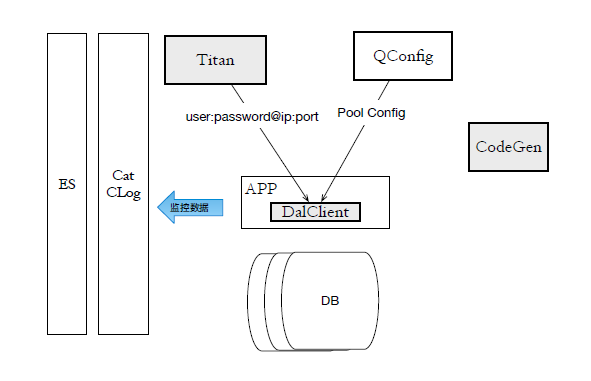 Titan
QConfig
user:password@ip:port
Pool Config
CodeGen
ES
Cat
CLog
监控数据
APP
DalClient
DB